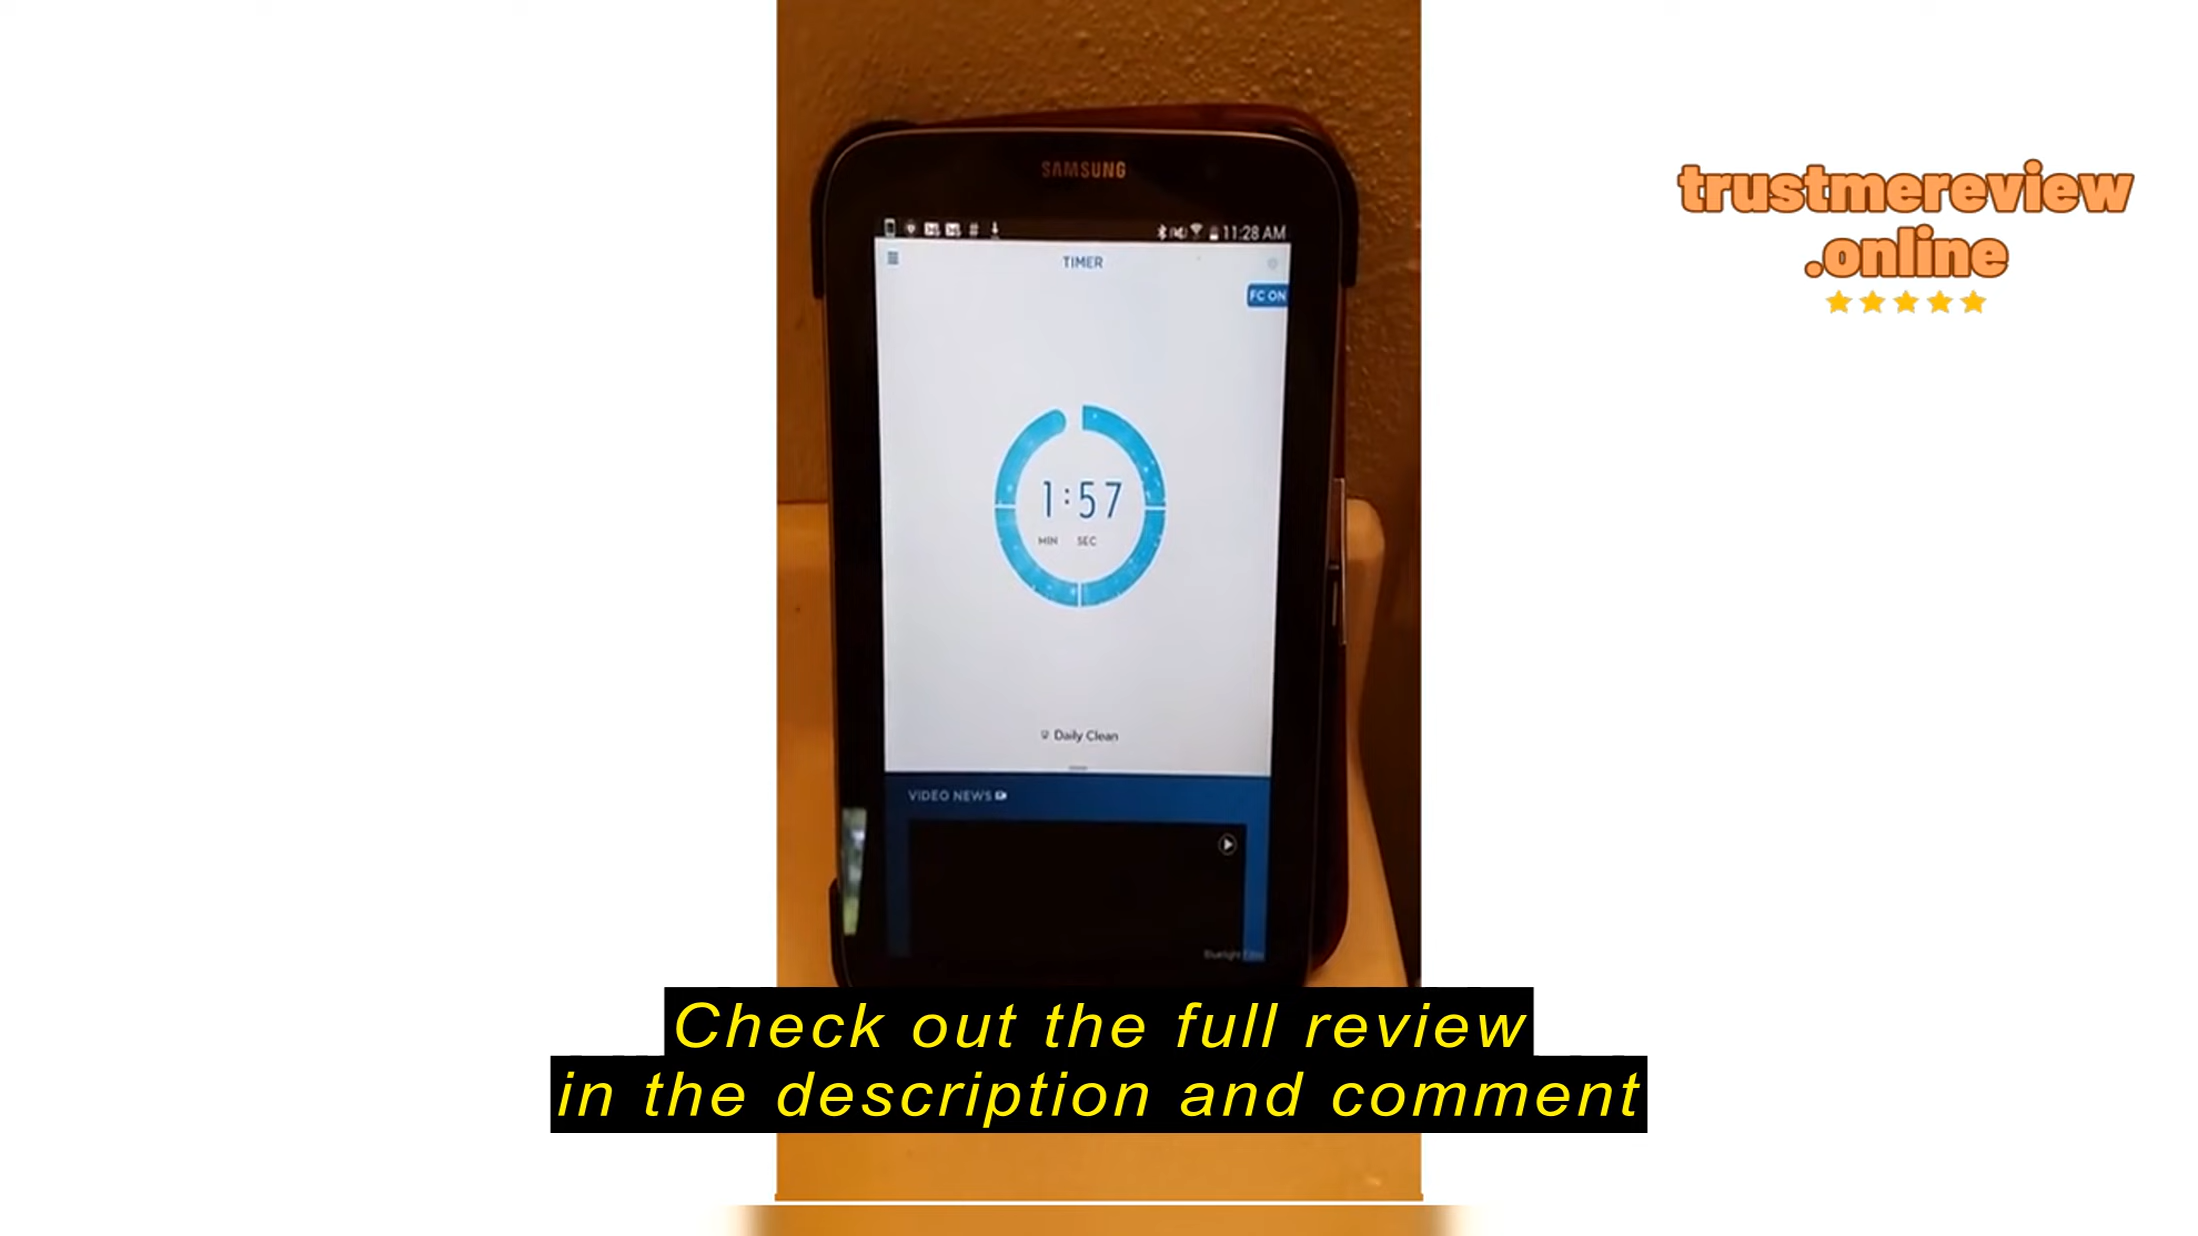 SAMSUNG
11:28 AM
TIMER
FC ON
1:57
MIN SEC
Daily Clean
VIDEO NEWS
trustmereview
.online
Check out the full review
in the description and comment